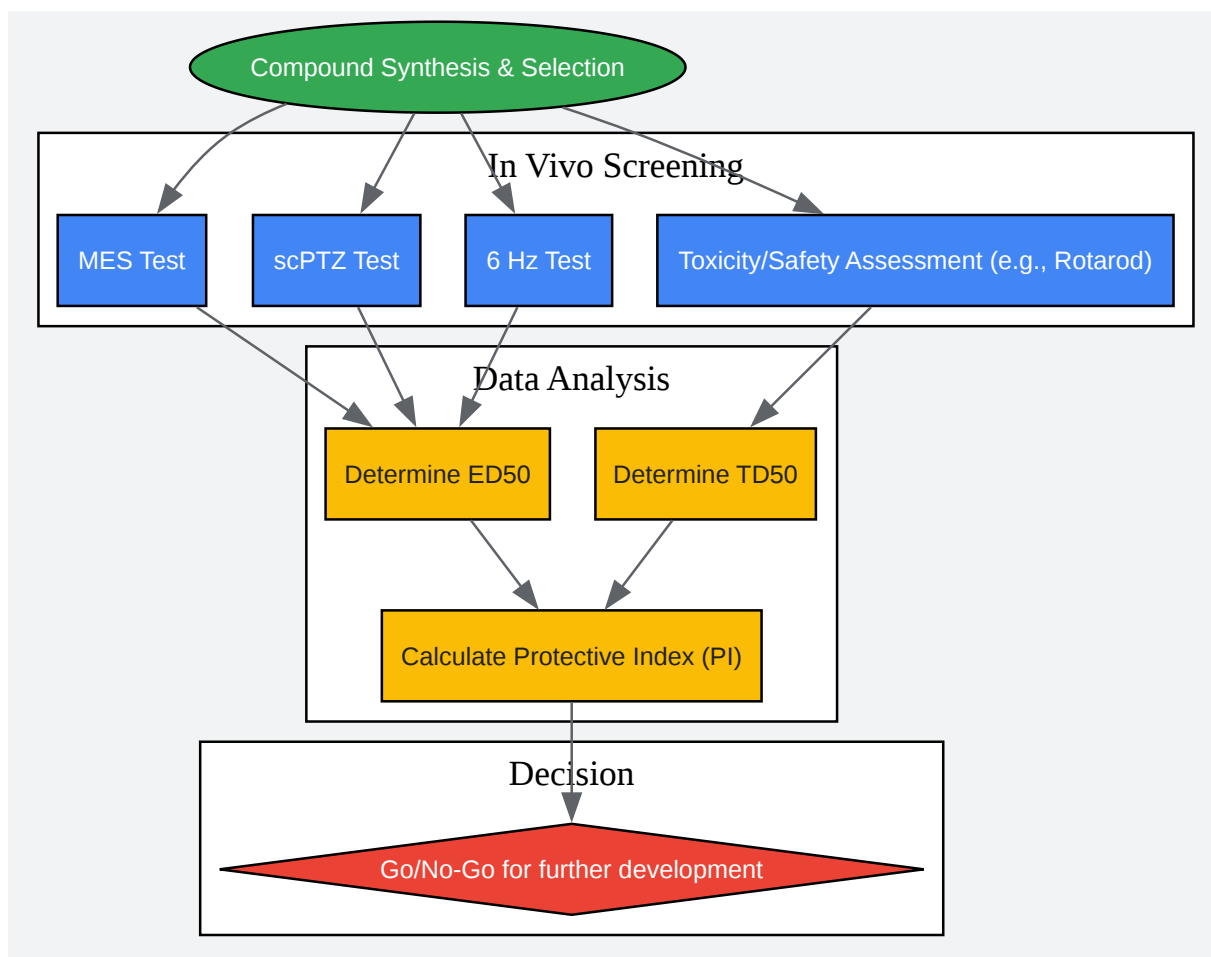 Compound Synthesis & Selection
In Vivo Screening
MES Test
scPTZ Test
6 Hz Test
Toxicity/Safety Assessment (e.g., Rotarod)
Data Analysis
Determine ED50
Determine TD50
Calculate Protective Index (PI)
Decision
Go/No-Go for further development